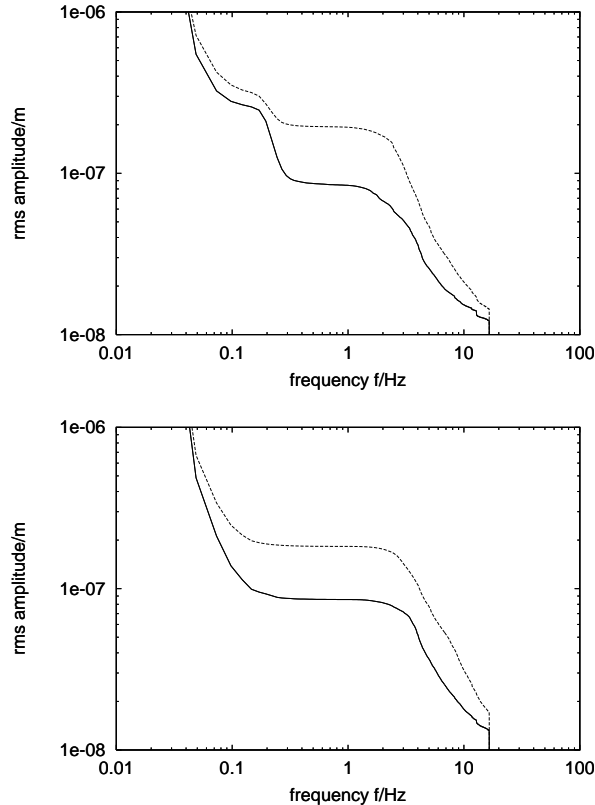 1e-06
1e-07
1e-08
rms amplitude/m
0.01 0.1 1 10 100
frequency f/Hz
1e-06
1e-07
1e-08
rms amplitude/m
0.01 0.1 1 10 100
frequency f/Hz